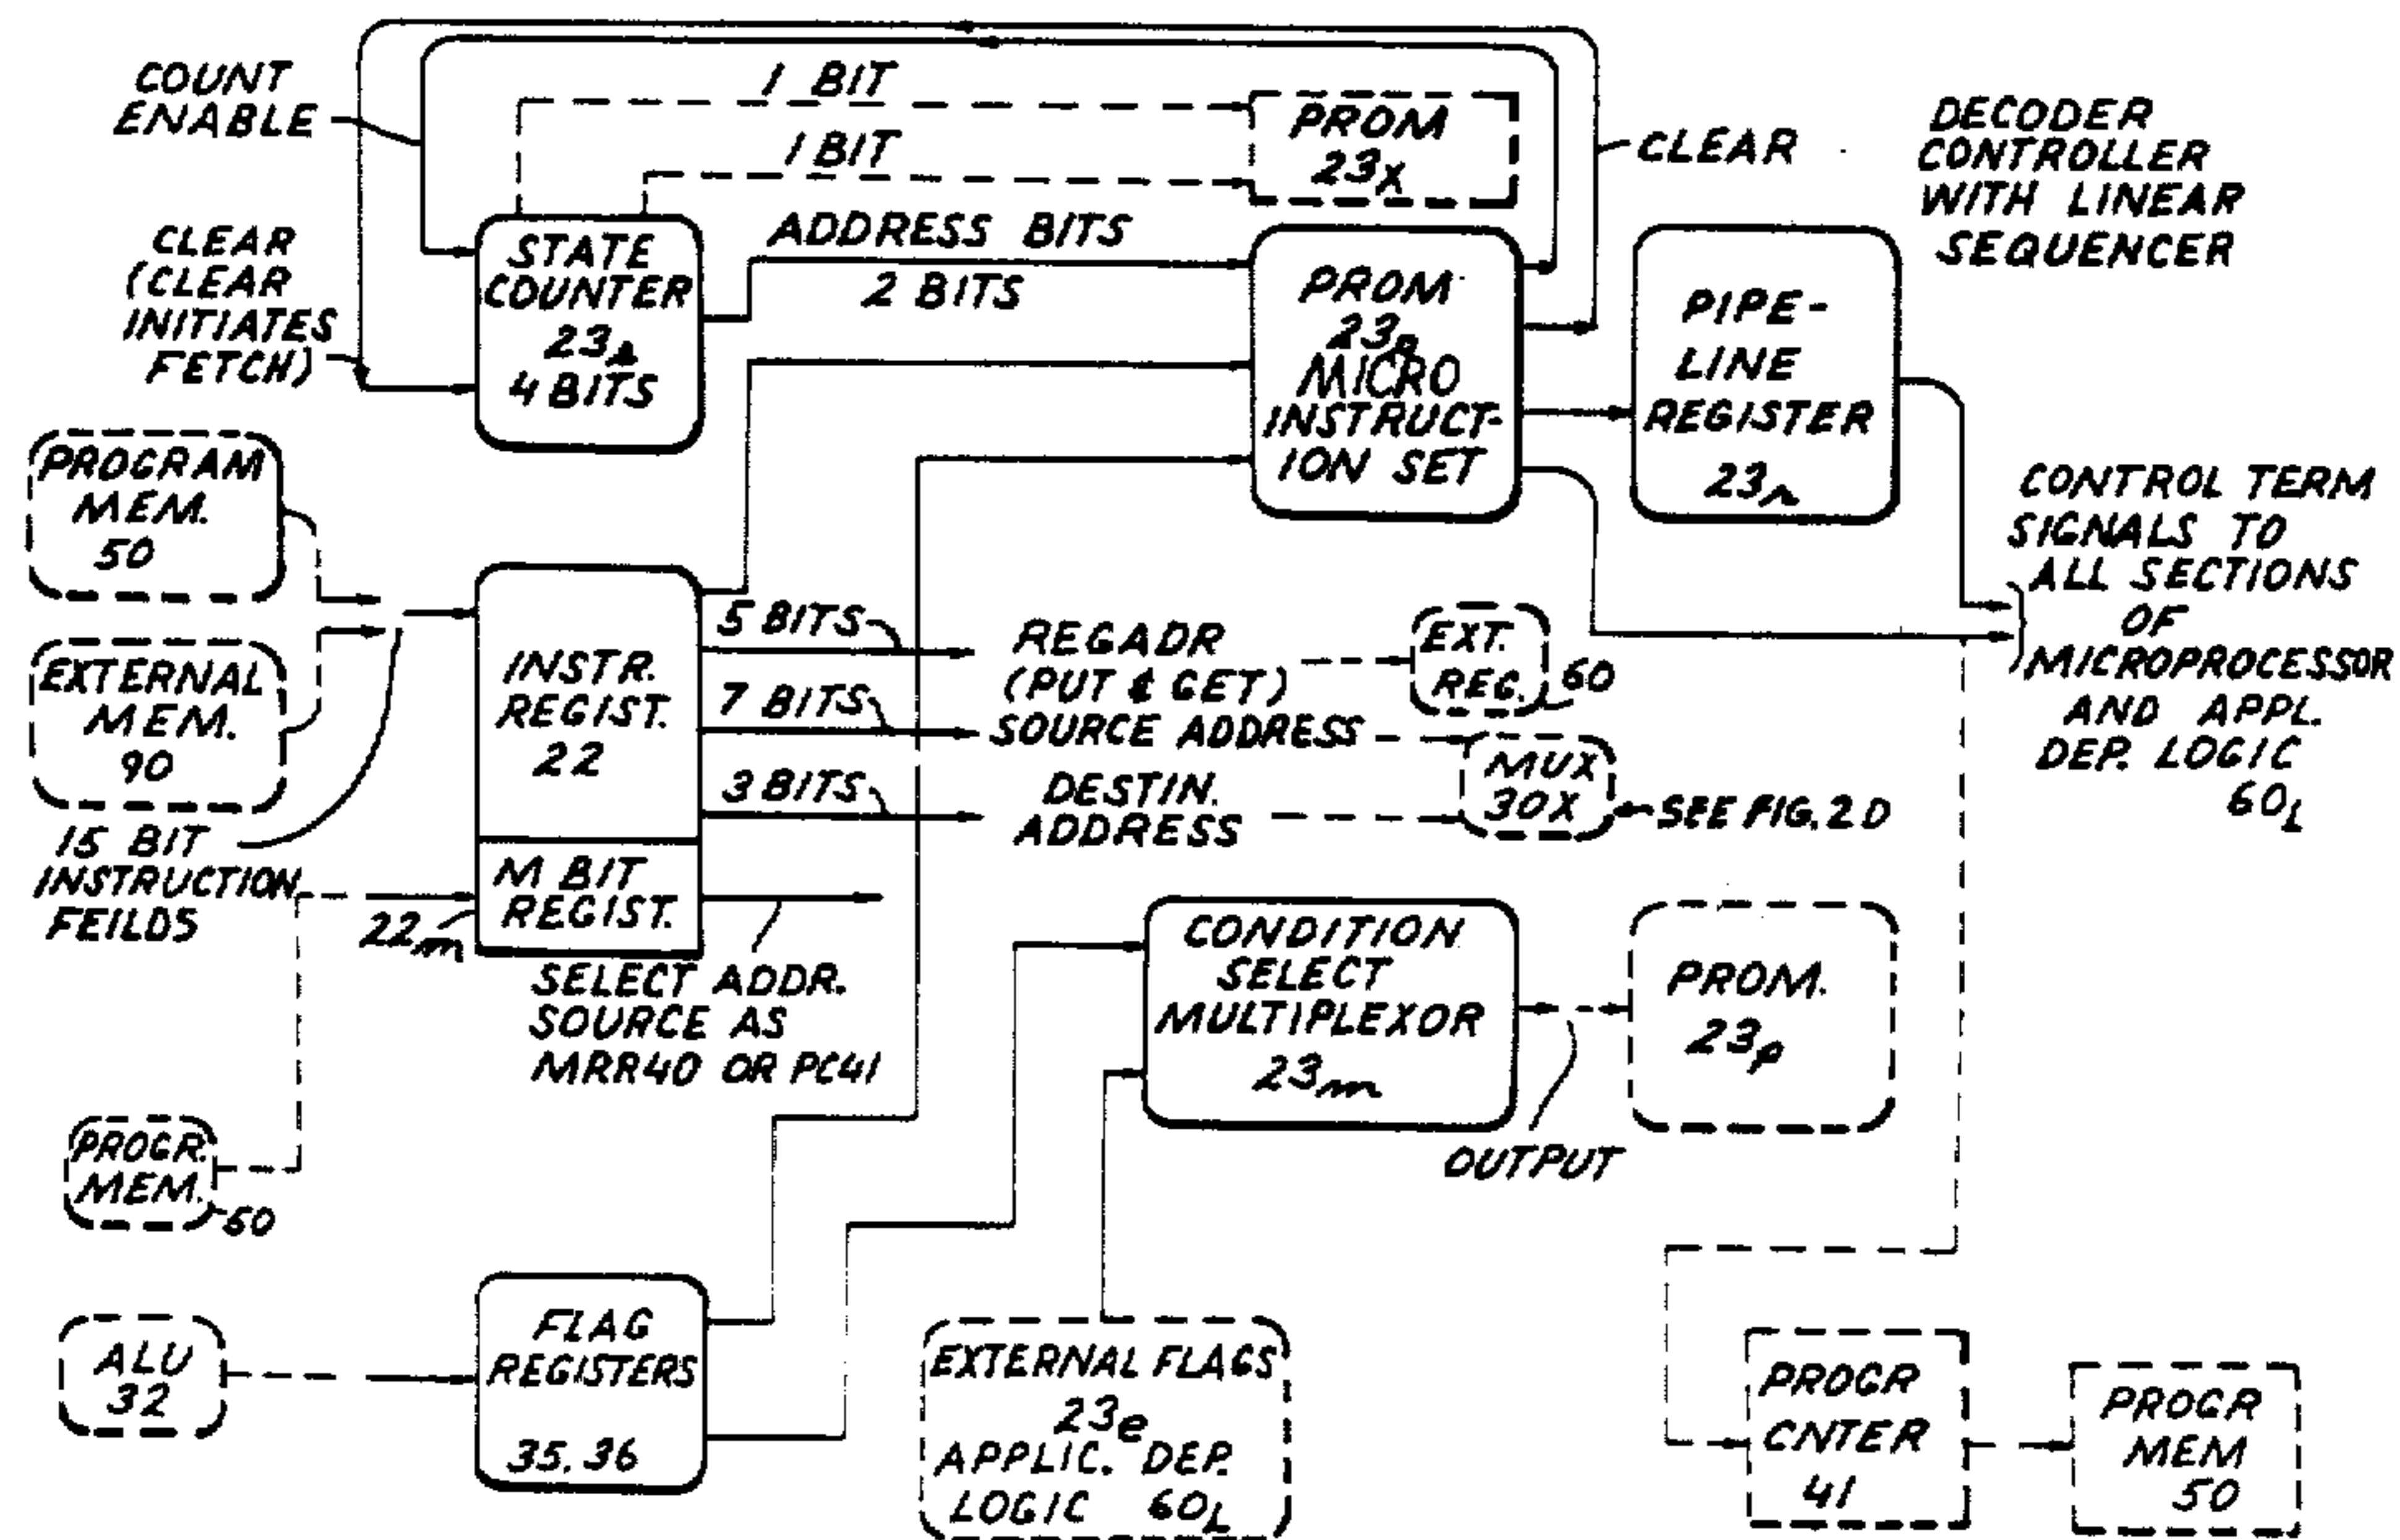 COUNT
ENABLE
1 BIT
1 BIT
PROM
23x
CLEAR
DECODER
CONTROLLER
WITH LINEAR
SEQUENCER
CLEAR
(CLEAR
INITIATES
FETCH)
STATE
COUNTER
23s
4 BITS
ADDRESS BITS
2 BITS
PROM
23p
MICRO
INSTRUCT-
ION SET
PIPE-
LINE
REGISTER
23r
CONTROL TERM
SIGNALS TO
ALL SECTIONS
OF
MICROPROCESSOR
AND APPL.
DEP. LOGIC
60L
PROGRAM
MEM.
50
EXTERNAL
MEM.
90
15 BIT
INSTRUCTION
FEILDS
INSTR.
REGIST.
22
M BIT
REGIST.
22m
5 BITS
7 BITS
3 BITS
REGADR
(PUT & GET)
SOURCE ADDRESS
DESTIN.
ADDRESS
EXT.
REG.
60
MUX
30X
SEE FIG. 2D
SELECT ADDR.
SOURCE AS
MRR40 OR PC41
CONDITION
SELECT
MULTIPLEXOR
23m
OUTPUT
PROM.
23p
PROGR.
MEM.
50
ALU
32
FLAG
REGISTERS
35.36
EXTERNAL FLAGS
23e
APPLIC. DEP.
LOGIC 60L
PROGR
CNTER
41
PROGR
MEM
50